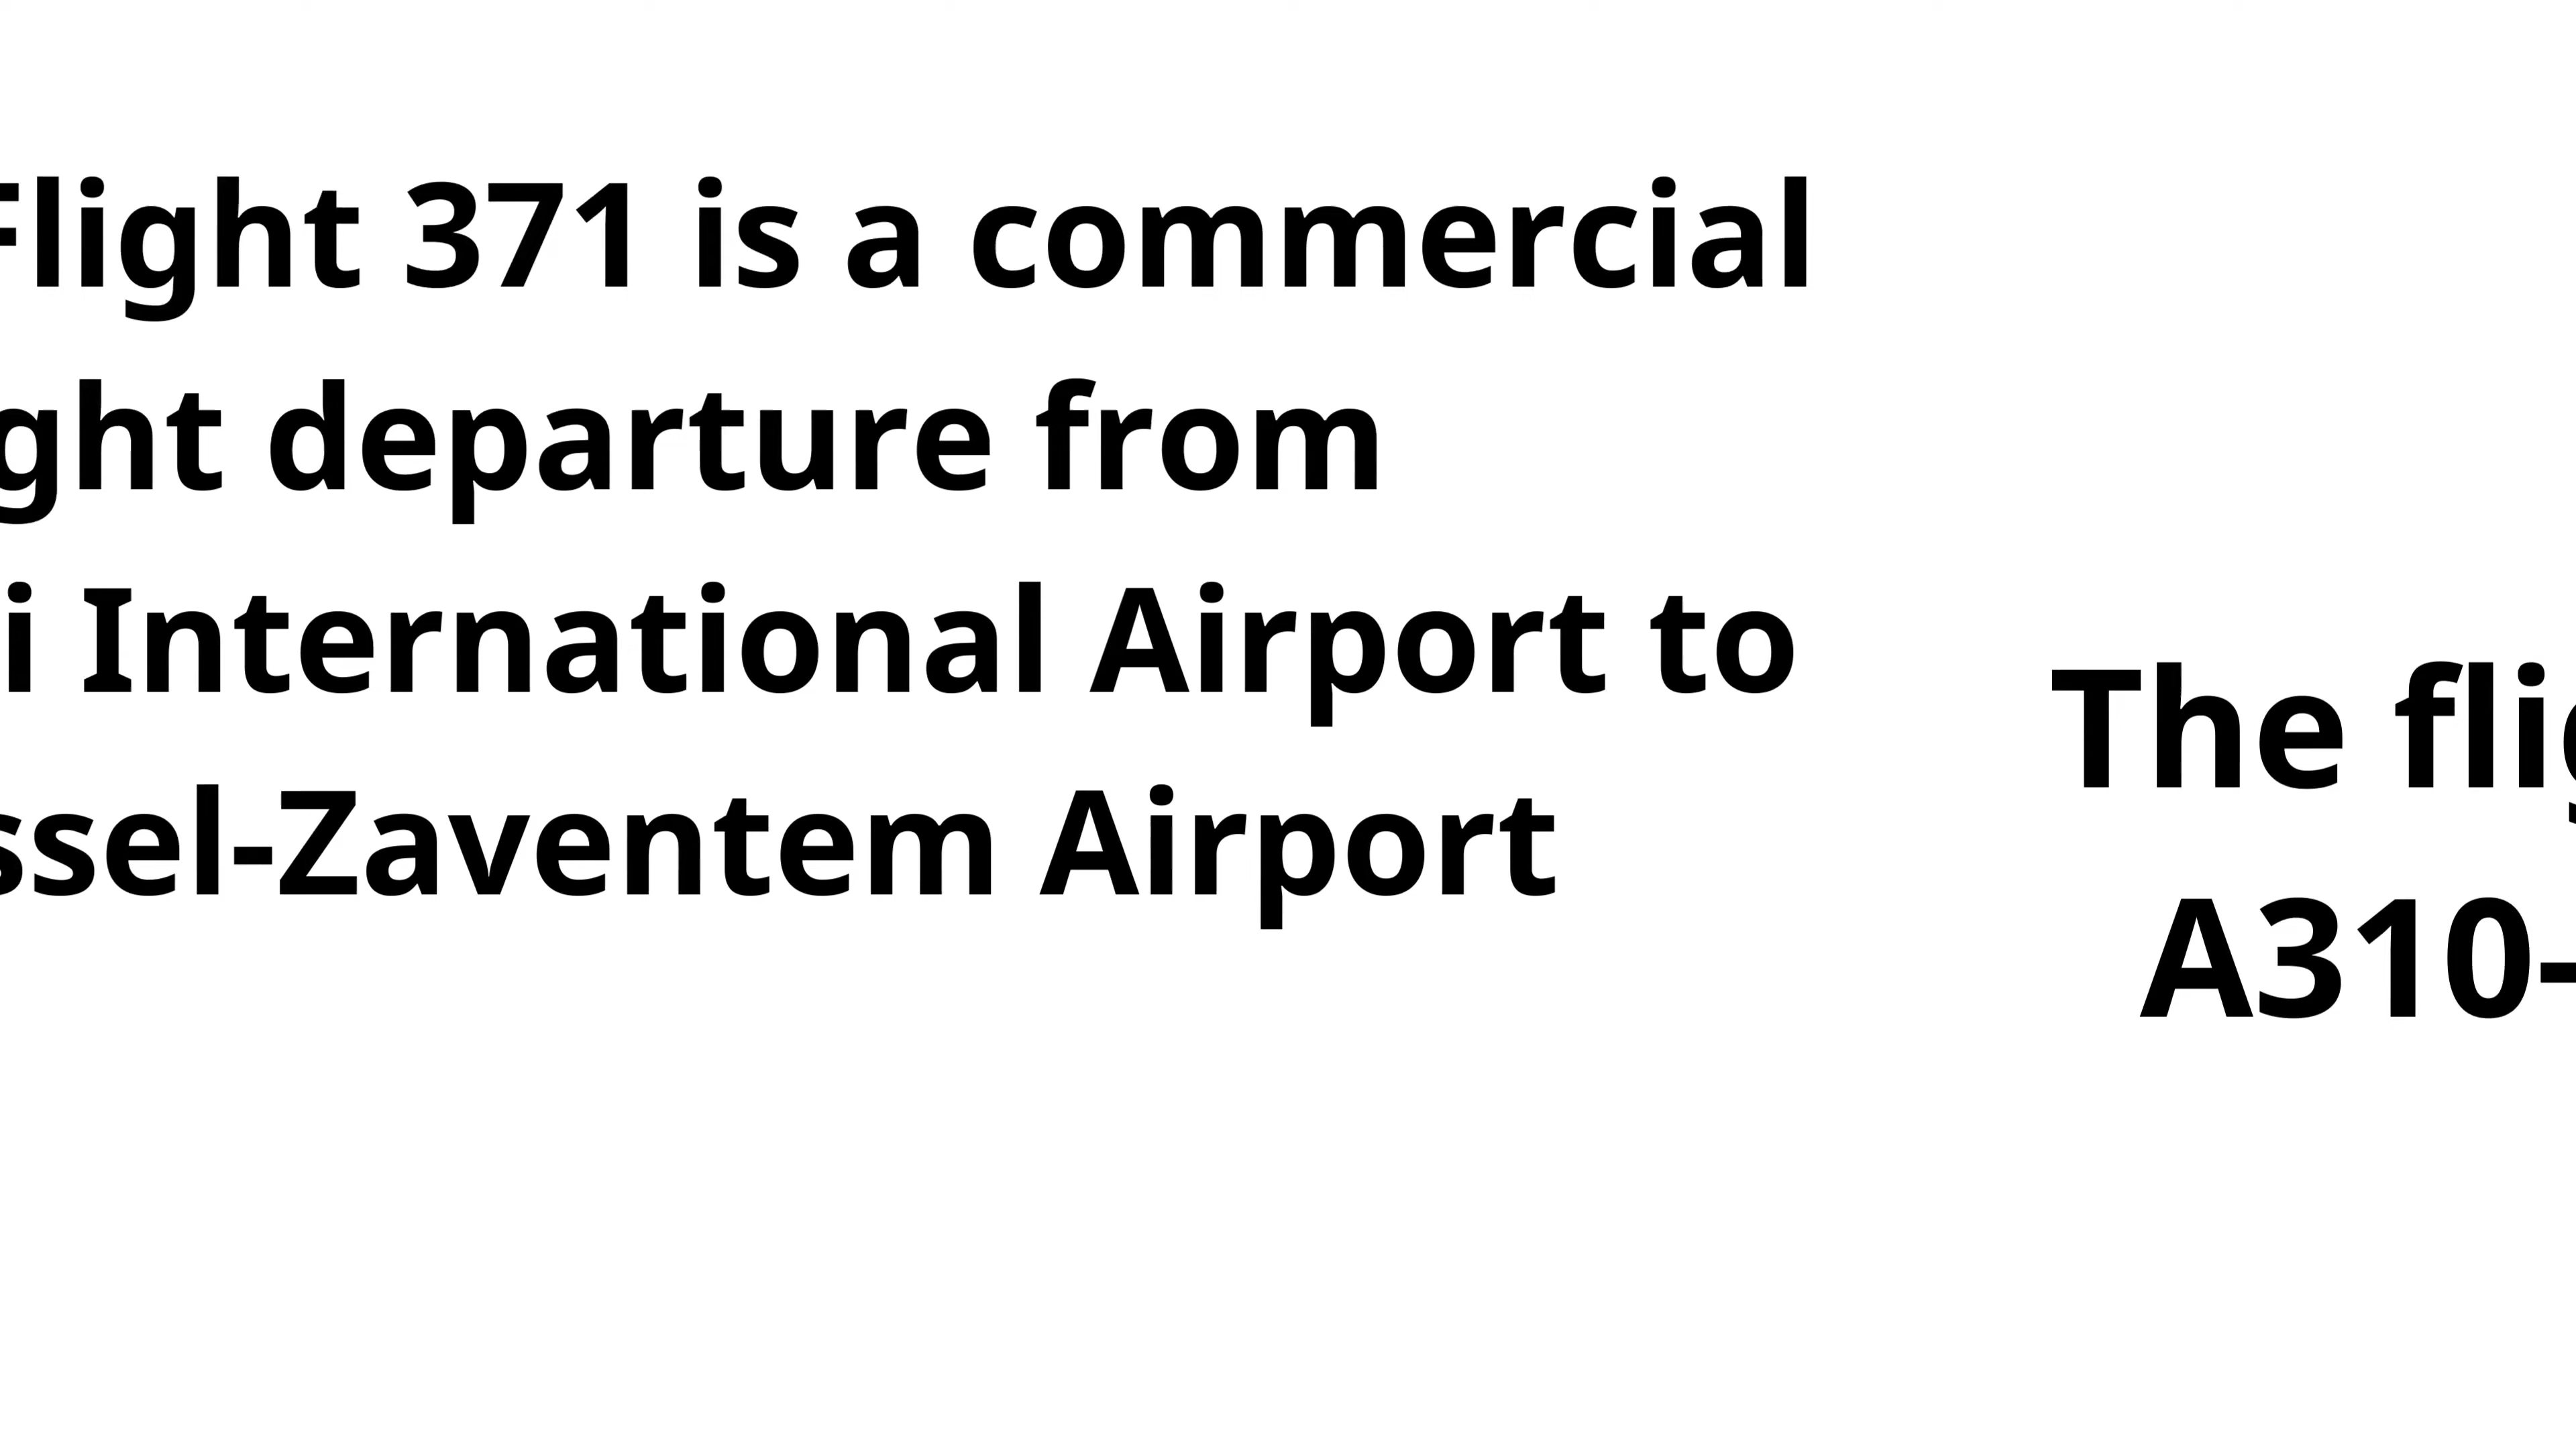 Flight 371 is a commercial
ght departure from
i International Airport to
ssel-Zaventem Airport
The flig
A310-